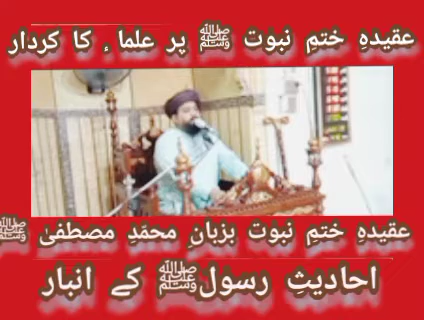 عقیدہِ ختمِ نبوت ﷺ پر علماء کا کردار
عقیدہِ ختمِ نبوت بزبانِ محمّدِ مصطفیٰ ﷺ
احادیثِ رسول ﷺ کے انبار